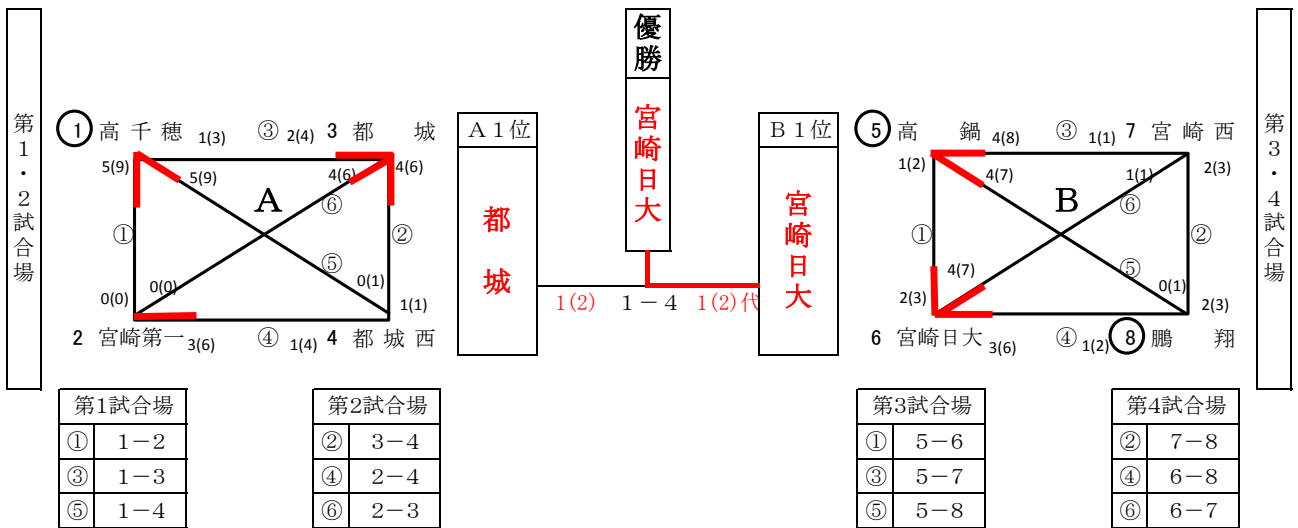 優勝
宮崎日大
第1・2試合場
① 高千穂 1(3) ③ 2(4) 3 都城
5(9) 5(9) 4(6) 4(6)
A
⑥
① ②
⑤
0(0) 0(0) 0(1) 1(1)
2 宮崎第一 3(6) ④ 1(4) 4 都城西
A1位
都城
1(2) 1-4 1(2)代
B1位
宮崎日大
⑤ 高鍋 4(8) ③ 1(1) 7 宮崎西
1(2) 4(7) 1(1) 2(3)
B
⑥
① ②
⑤
2(3) 4(7) 0(1) 2(3)
6 宮崎日大 3(6) ④ 1(2) ⑧ 鵬翔
第3・4試合場
第1試合場
① 1-2
③ 1-3
⑤ 1-4
第2試合場
② 3-4
④ 2-4
⑥ 2-3
第3試合場
① 5-6
③ 5-7
⑤ 5-8
第4試合場
② 7-8
④ 6-8
⑥ 6-7